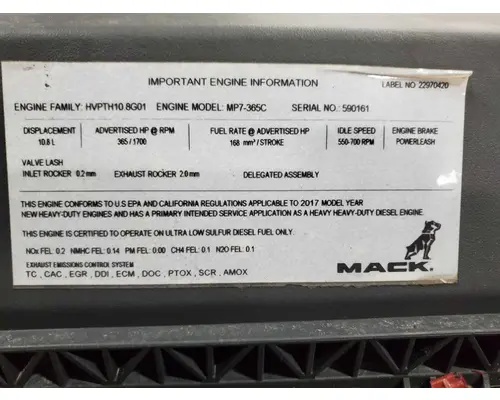 IMPORTANT ENGINE INFORMATION
LABEL NO 22970420
ENGINE FAMILY: HVPTH10.8G01 ENGINE MODEL: MP7-365C SERIAL NO: 590161
DISPLACEMENT ADVERTISED HP @ RPM FUEL RATE @ ADVERTISED HP IDLE SPEED ENGINE BRAKE
10.8 L 365 / 1700 168 mm³ / STROKE 550-700 RPM POWERLEASH
VALVE LASH
INLET ROCKER 0.2 mm EXHAUST ROCKER 2.0 mm DELEGATED ASSEMBLY
THIS ENGINE CONFORMS TO U.S EPA AND CALIFORNIA REGULATIONS APPLICABLE TO 2017 MODEL YEAR
NEW HEAVY-DUTY ENGINES AND HAS A PRIMARY INTENDED SERVICE APPLICATION AS A HEAVY HEAVY-DUTY DIESEL ENGINE.
THIS ENGINE IS CERTIFIED TO OPERATE ON ULTRA LOW SULFUR DIESEL FUEL ONLY.
NOx FEL: 0.2 NMHC FEL: 0.14 PM FEL: 0.00 CH4 FEL: 0.1 N2O FEL: 0.1
EXHAUST EMISSIONS CONTROL SYSTEM
TC , CAC , EGR , DDI , ECM , DOC , PTOX , SCR , AMOX
MACK.